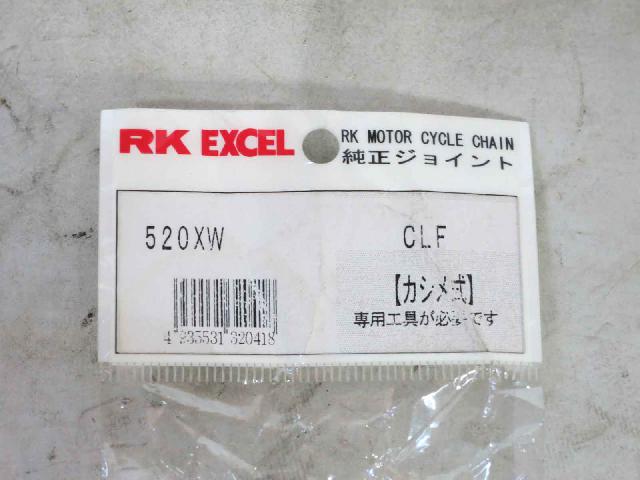 RK EXCEL
RK MOTOR CYCLE CHAIN
純正ジョイント
520XW
CLF
【カシメ式】
専用工具が必要です
4
320418